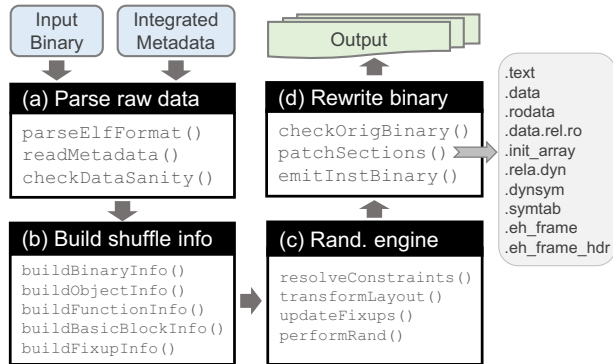 Input
Binary
Integrated
Metadata
Output
(a) Parse raw data
parseElfFormat()
readMetadata()
checkDataSanity()
(d) Rewrite binary
checkOrigBinary()
patchSections()
emitInstBinary()
.text
.data
.rodata
.data.rel.ro
.init_array
.rela.dyn
.dynsym
.symtab
.eh_frame
.eh_frame_hdr
(b) Build shuffle info
buildBinaryInfo()
buildObjectInfo()
buildFunctionInfo()
buildBasicBlockInfo()
buildFixupInfo()
(c) Rand. engine
resolveConstraints()
transformLayout()
updateFixups()
performRand()